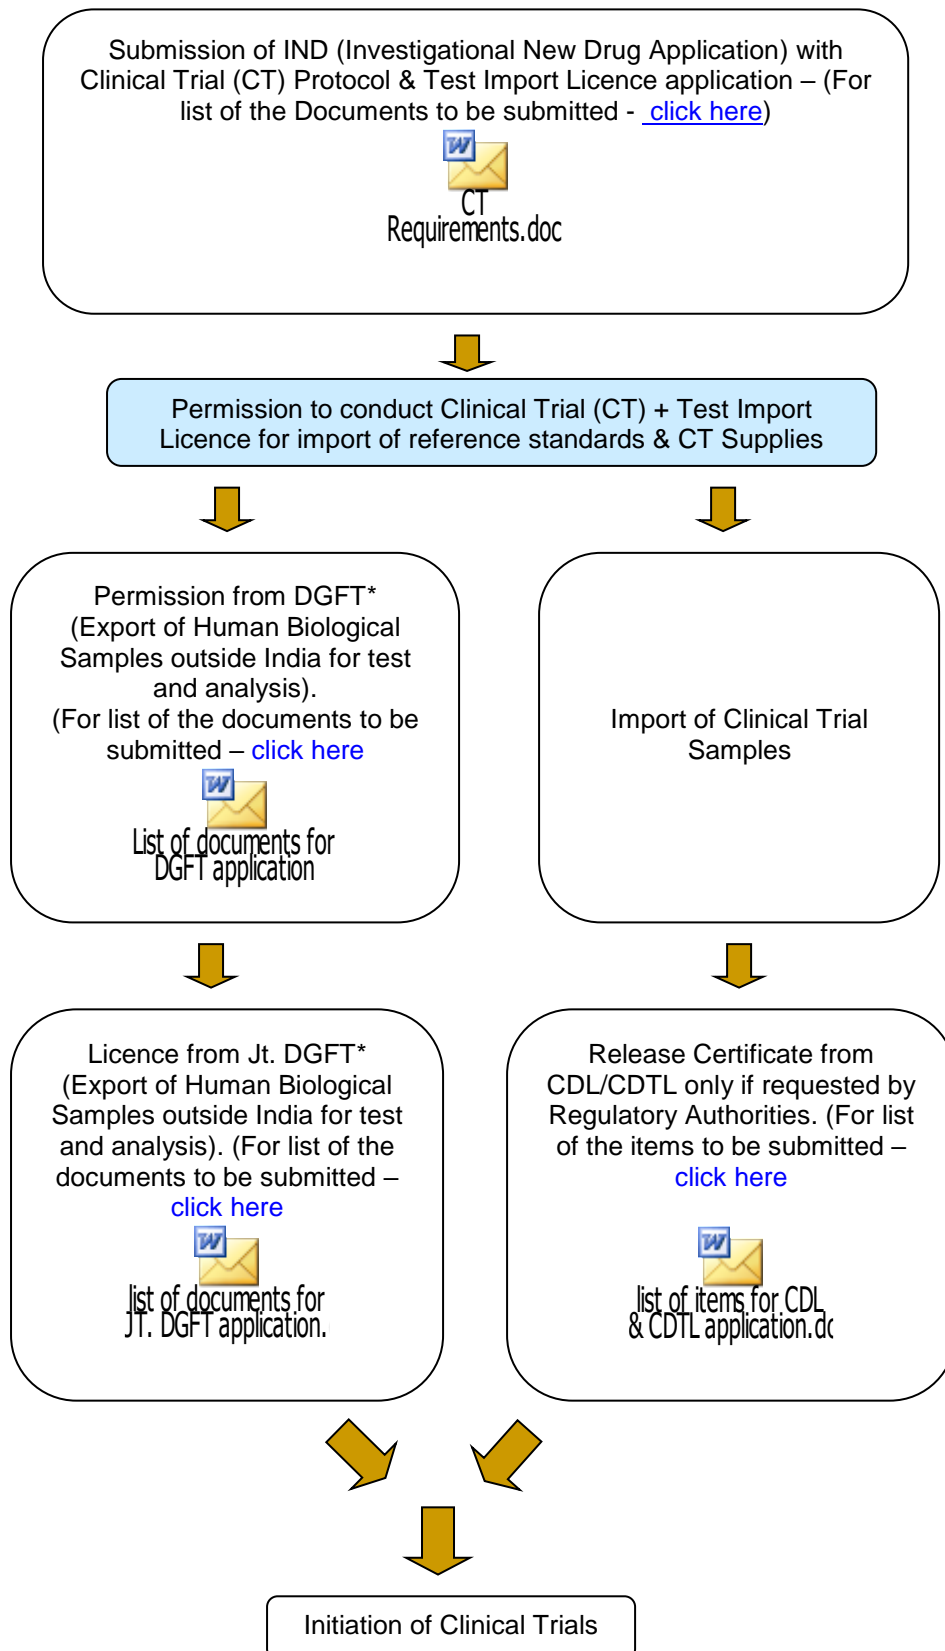 Submission of IND (Investigational New Drug Application) with
Clinical Trial (CT) Protocol & Test Import Licence application – (For
list of the Documents to be submitted - click here)
CT
Requirements.doc
Permission to conduct Clinical Trial (CT) + Test Import
Licence for import of reference standards & CT Supplies
Permission from DGFT*
(Export of Human Biological
Samples outside India for test
and analysis).
(For list of the documents to be
submitted – click here
List of documents for
DGFT application
Import of Clinical Trial
Samples
Licence from Jt. DGFT*
(Export of Human Biological
Samples outside India for test
and analysis). (For list of the
documents to be submitted –
click here
list of documents for
JT. DGFT application.
Release Certificate from
CDL/CDTL only if requested by
Regulatory Authorities. (For list
of the items to be submitted –
click here
list of items for CDL
& CDTL application.dc
Initiation of Clinical Trials